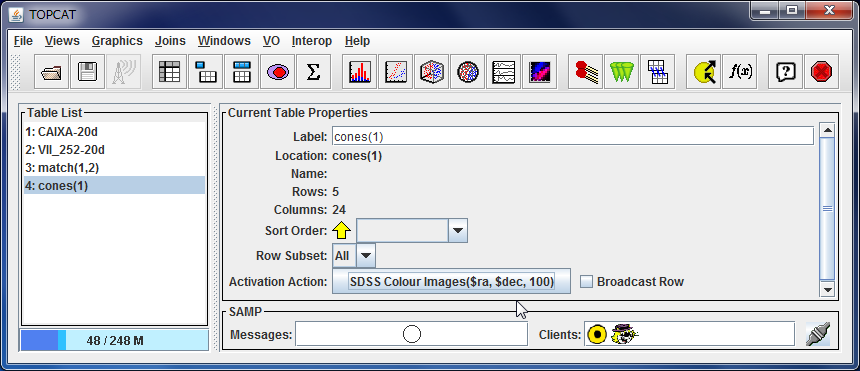 TOPCAT
File Views Graphics Joins Windows VO Interop Help
Σ f(x) ?
Table List
1: CAIXA-20d
2: VII_252-20d
3: match(1,2)
4: cones(1)
48 / 248 M
Current Table Properties
Label: cones(1)
Location: cones(1)
Name:
Rows: 5
Columns: 24
Sort Order:
Row Subset: All
Activation Action: SDSS Colour Images($ra, $dec, 100) Broadcast Row
SAMP
Messages: Clients: